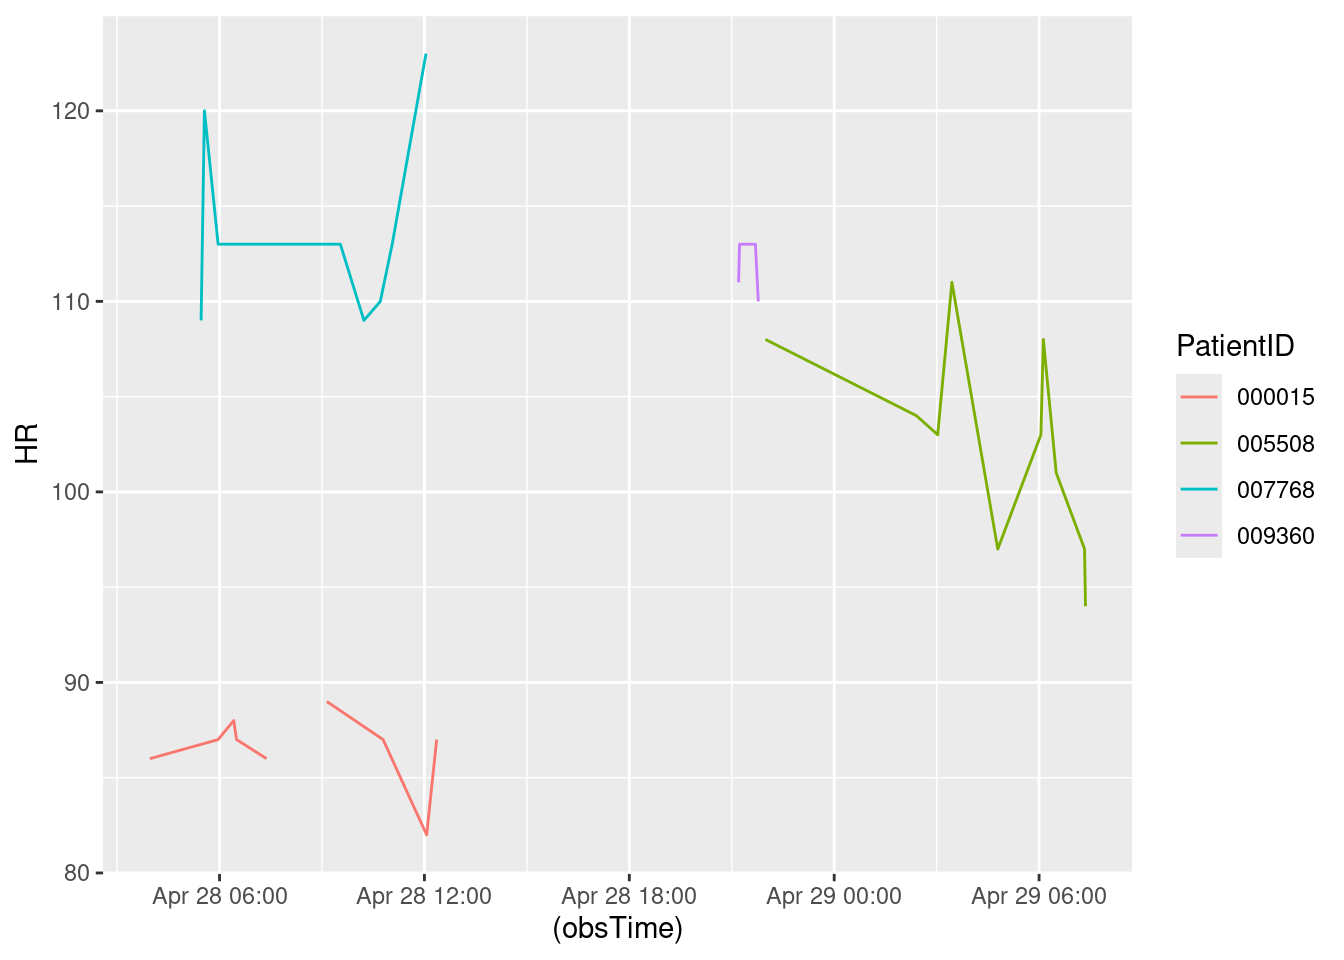 120
110
100
90
80
HR
Apr 28 06:00
Apr 28 12:00
Apr 28 18:00
Apr 29 00:00
Apr 29 06:00
(obsTime)
PatientID
000015
005508
007768
009360